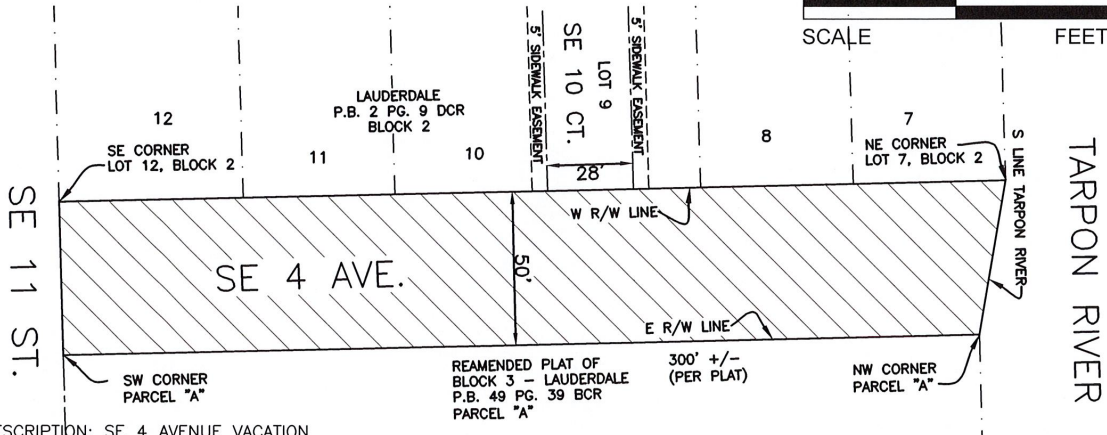 SCALE FEET
5' SIDEWALK EASEMENT
SE 10 CT.
LOT 9
5' SIDEWALK EASEMENT
LAUDERDALE
P.B. 2 PG. 9 DCR
BLOCK 2
12
11
10
8
7
SE CORNER
LOT 12, BLOCK 2
NE CORNER
LOT 7, BLOCK 2
28'
W R/W LINE
S LINE TARPON RIVER
TARPON RIVER
SE 11 ST.
SE 4 AVE.
50'
E R/W LINE
300' +/-
(PER PLAT)
SW CORNER
PARCEL "A"
REAMENDED PLAT OF
BLOCK 3 – LAUDERDALE
P.B. 49 PG. 39 BCR
PARCEL "A"
NW CORNER
PARCEL "A"
ESCRIPTION: SE 4 AVENUE VACATION